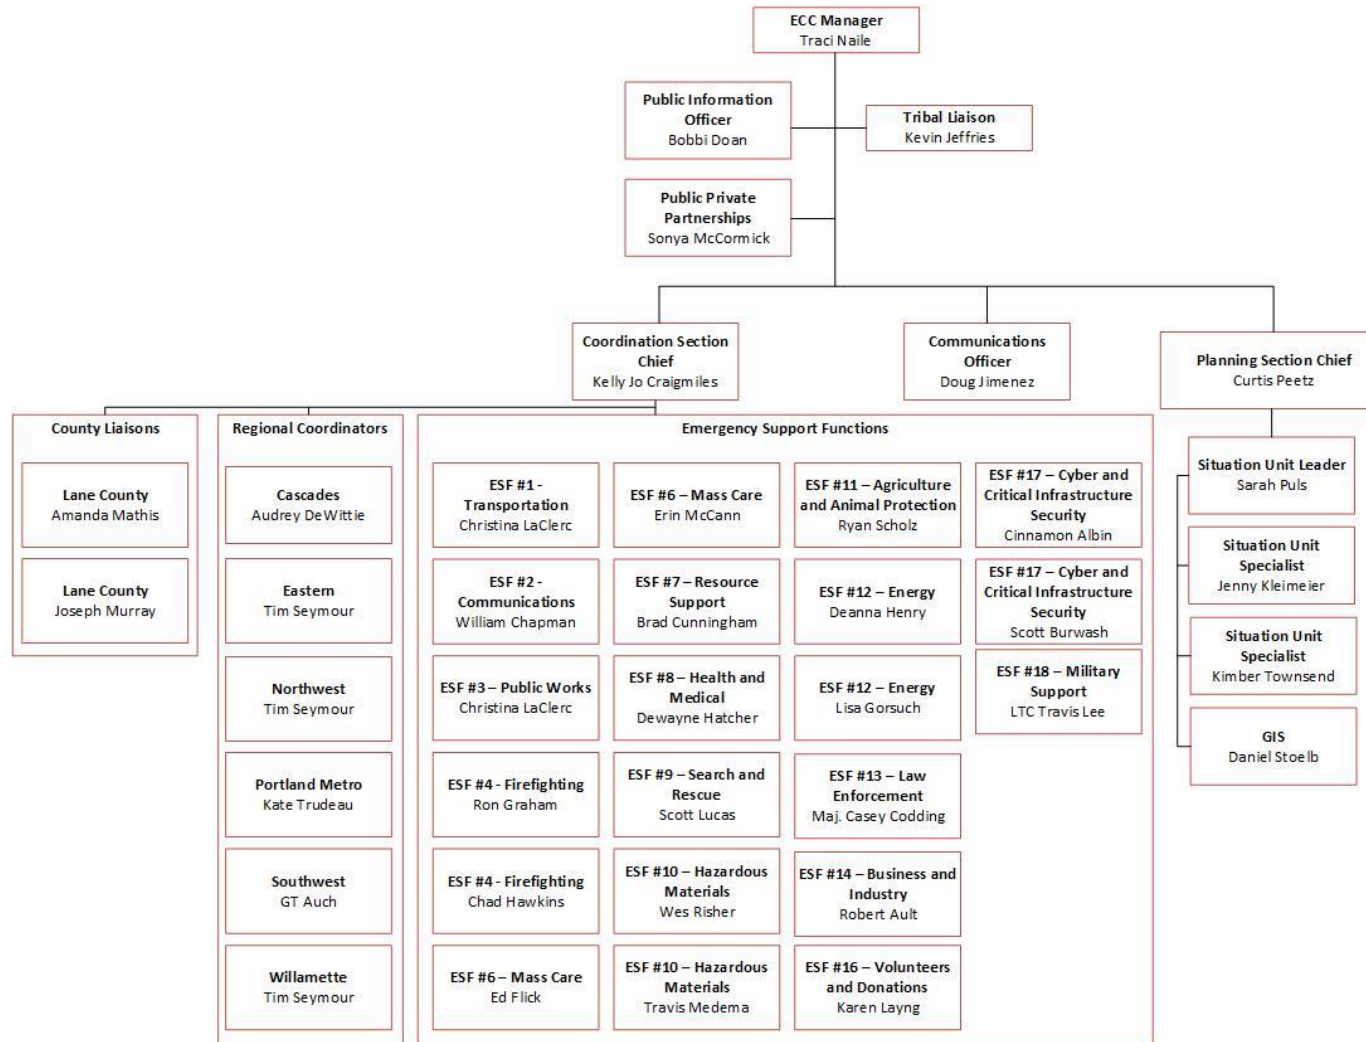 ECC Manager
Traci Naile
Public Information
Officer
Bobbi Doan
Tribal Liaison
Kevin Jeffries
Public Private
Partnerships
Sonya McCormick
Coordination Section
Chief
Kelly Jo Craigmiles
Communications
Officer
Doug Jimenez
Planning Section Chief
Curtis Peetz
County Liaisons
Lane County
Amanda Mathis
Lane County
Joseph Murray
Regional Coordinators
Cascades
Audrey DeWittie
Eastern
Tim Seymour
Northwest
Tim Seymour
Portland Metro
Kate Trudeau
Southwest
GT Auch
Willamette
Tim Seymour
Emergency Support Functions
ESF #1 -
Transportation
Christina LaClerc
ESF #2 -
Communications
William Chapman
ESF #3 – Public Works
Christina LaClerc
ESF #4 - Firefighting
Ron Graham
ESF #4 - Firefighting
Chad Hawkins
ESF #6 – Mass Care
Ed Flick
ESF #6 – Mass Care
Erin McCann
ESF #7 – Resource
Support
Brad Cunningham
ESF #8 – Health and
Medical
Dewayne Hatcher
ESF #9 – Search and
Rescue
Scott Lucas
ESF #10 – Hazardous
Materials
Wes Risher
ESF #10 – Hazardous
Materials
Travis Medema
ESF #11 – Agriculture
and Animal Protection
Ryan Scholz
ESF #12 – Energy
Deanna Henry
ESF #12 – Energy
Lisa Gorsuch
ESF #13 – Law
Enforcement
Maj. Casey Codding
ESF #14 – Business and
Industry
Robert Ault
ESF #16 – Volunteers
and Donations
Karen Layng
ESF #17 – Cyber and
Critical Infrastructure
Security
Cinnamon Albin
ESF #17 – Cyber and
Critical Infrastructure
Security
Scott Burwash
ESF #18 – Military
Support
LTC Travis Lee
Situation Unit Leader
Sarah Puls
Situation Unit
Specialist
Jenny Kleimeier
Situation Unit
Specialist
Kimber Townsend
GIS
Daniel Stoelb